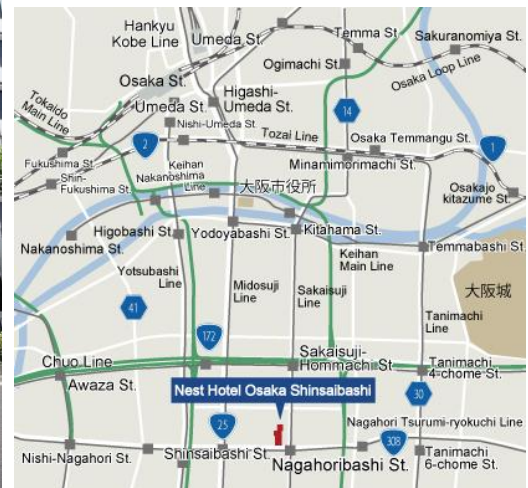 Hankyu
Kobe Line
Umeda St.
Temma St.
Sakuranomiya St.
Ogimachi St.
Osaka Loop Line
Osaka St.
Umeda St.
Higashi-
Umeda St.
Tokaido
Main Line
Nishi-Umeda St.
14
Tozai Line
2
Osaka Temmangu St.
1
Fukushima St.
Shin-
Fukushima St.
Keihan
Nakanoshima
Line
Minamimorimachi St.
大阪市役所
Osakajo
kitazume St.
Higobashi St.
Yodoyabashi St.
Kitahama St.
Nakanoshima St.
Keihan
Main Line
Temmabashi St.
Yotsubashi
Line
Midosuji
Line
Sakaisuji
Line
Tanimachi
Line
大阪城
41
172
Chuo Line
Awaza St.
Sakaisuji-
Hommachi St.
Tanimachi
4-chome St.
Nest Hotel Osaka Shinsaibashi
30
25
Nagahori Tsurumi-ryokuchi Line
308
Nishi-Nagahori St.
Shinsaibashi St.
Nagahoribashi St.
Tanimachi
6-chome St.